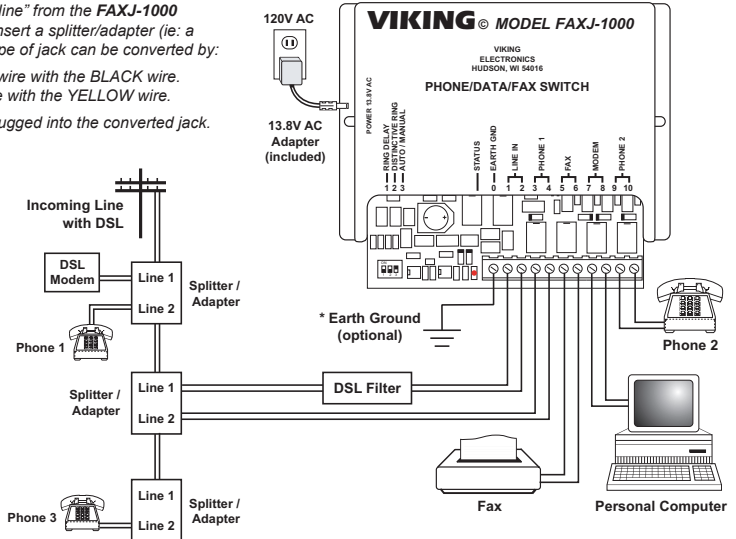 line" from the FAXJ-1000
nsert a splitter/adapter (ie: a
pe of jack can be converted by:
wire with the BLACK wire.
e with the YELLOW wire.
ugged into the converted jack.
120V AC
13.8V AC
Adapter
(included)
VIKING © MODEL FAXJ-1000
VIKING
ELECTRONICS
HUDSON, WI 54016
PHONE/DATA/FAX SWITCH
POWER 13.8V AC
1 RING DELAY
2 DISTINCTIVE RING
3 AUTO / MANUAL
STATUS
EARTH GND
LINE IN
PHONE 1
FAX
MODEM
PHONE 2
0 1 2 3 4 5 6 7 8 9 10
Incoming Line
with DSL
DSL
Modem
Line 1
Line 2
Splitter /
Adapter
Phone 1
* Earth Ground
(optional)
Phone 2
Splitter /
Adapter
Line 1
Line 2
DSL Filter
Phone 3
Line 1
Line 2
Splitter /
Adapter
Fax
Personal Computer